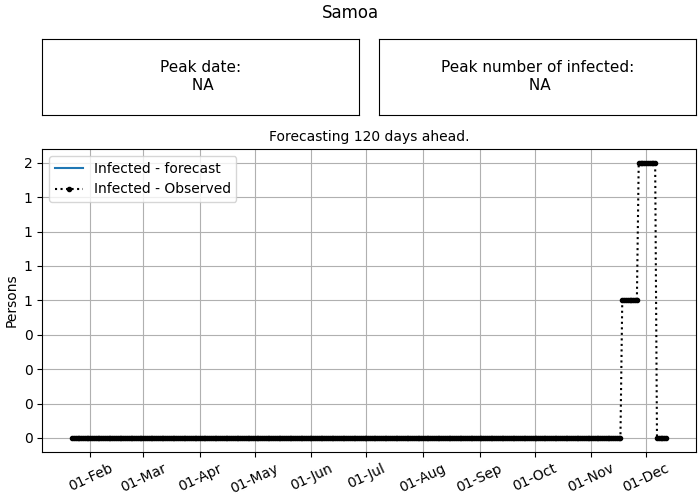 Samoa
Peak date:
NA
Peak number of infected:
NA
Forecasting 120 days ahead.
Infected - forecast
Infected - Observed
Persons
2
1
1
1
1
0
0
0
0
01-Feb
01-Mar
01-Apr
01-May
01-Jun
01-Jul
01-Aug
01-Sep
01-Oct
01-Nov
01-Dec